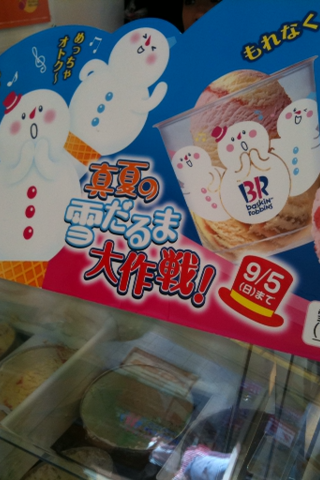 めっちゃ
オトクー♪
もれなく
真夏の
雪だるま
大作戦!
BR
baskin
robbins
9/5
(日)まで